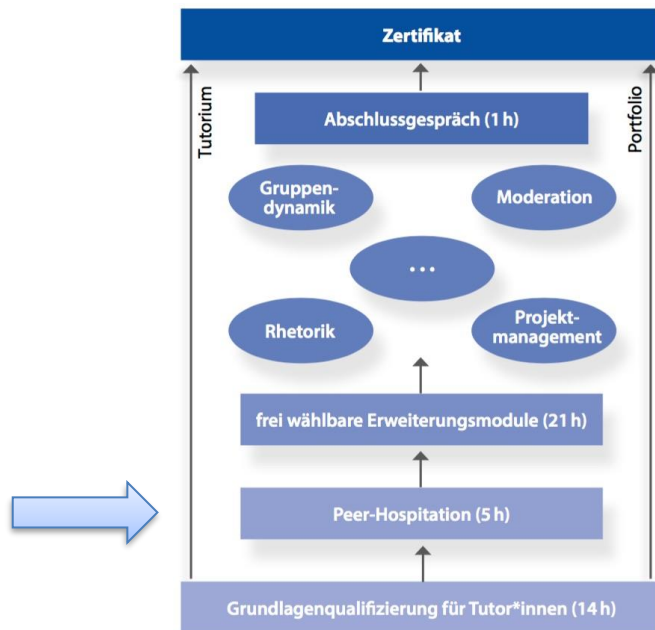 Zertifikat
Tutorium
Portfolio
Abschlussgespräch (1 h)
Gruppen-
dynamik
Moderation
...
Rhetorik
Projekt-
management
frei wählbare Erweiterungsmodule (21 h)
Peer-Hospitation (5 h)
Grundlagenqualifizierung für Tutor*innen (14 h)